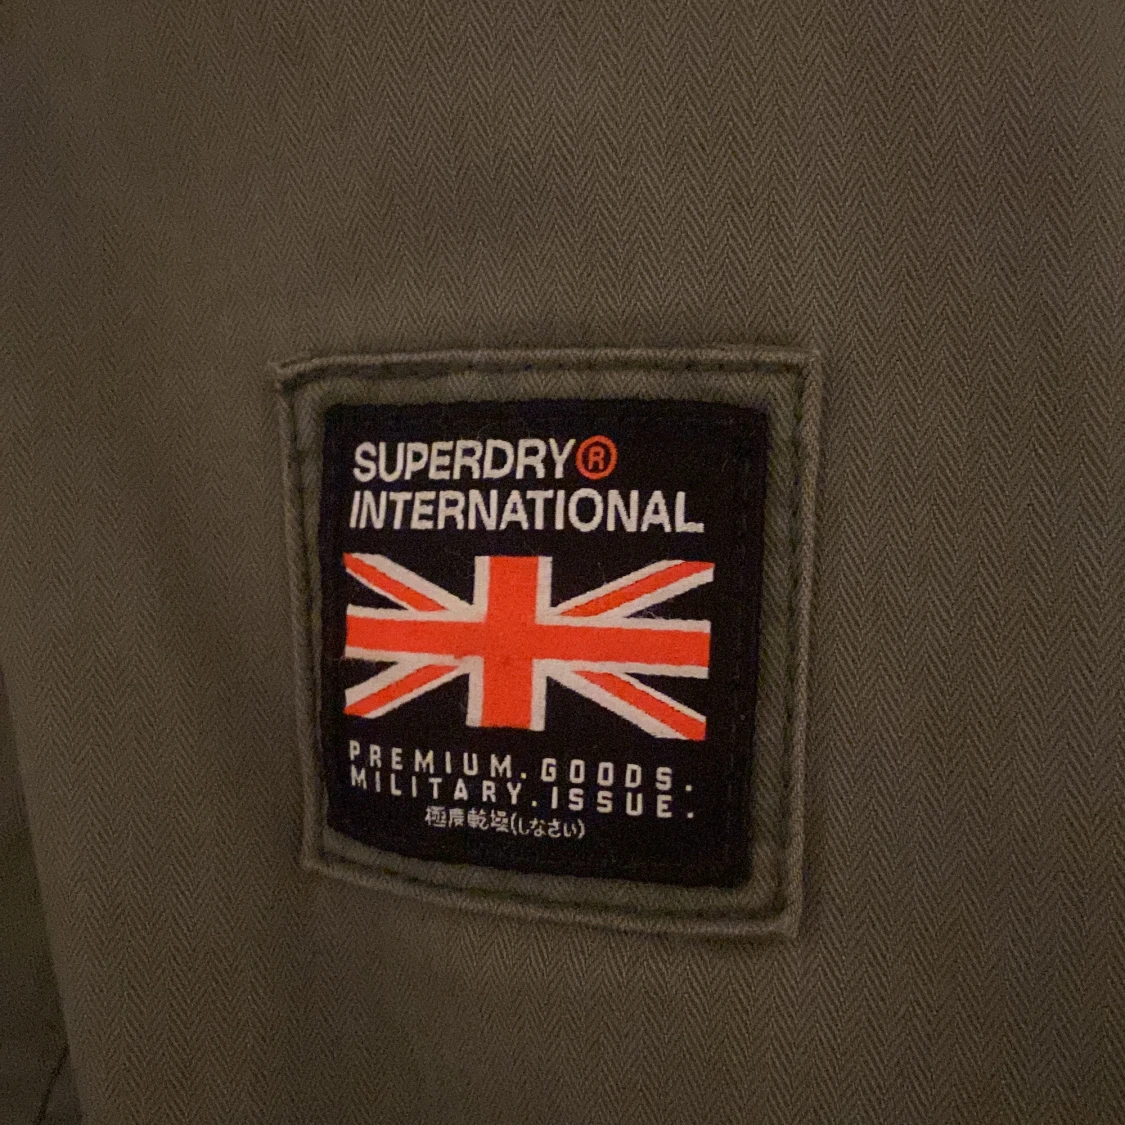 SUPERDRY®
INTERNATIONAL
PREMIUM.GOODS.
MILITARY.ISSUE.
極度乾燥(しなさい)